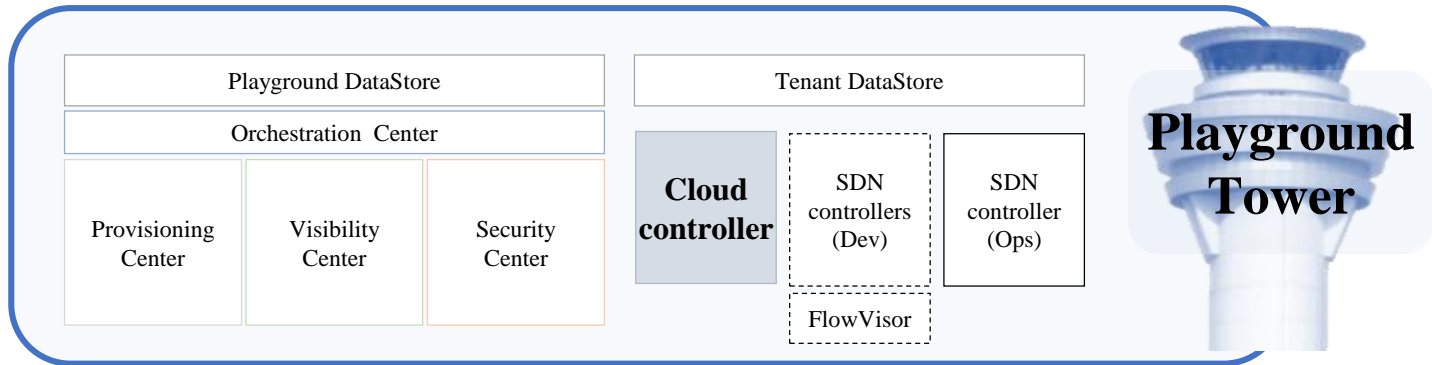 Playground DataStore
Tenant DataStore
Orchestration Center
Provisioning
Center
Visibility
Center
Security
Center
Cloud
controller
SDN
controllers
(Dev)
SDN
controller
(Ops)
FlowVisor
Playground
Tower